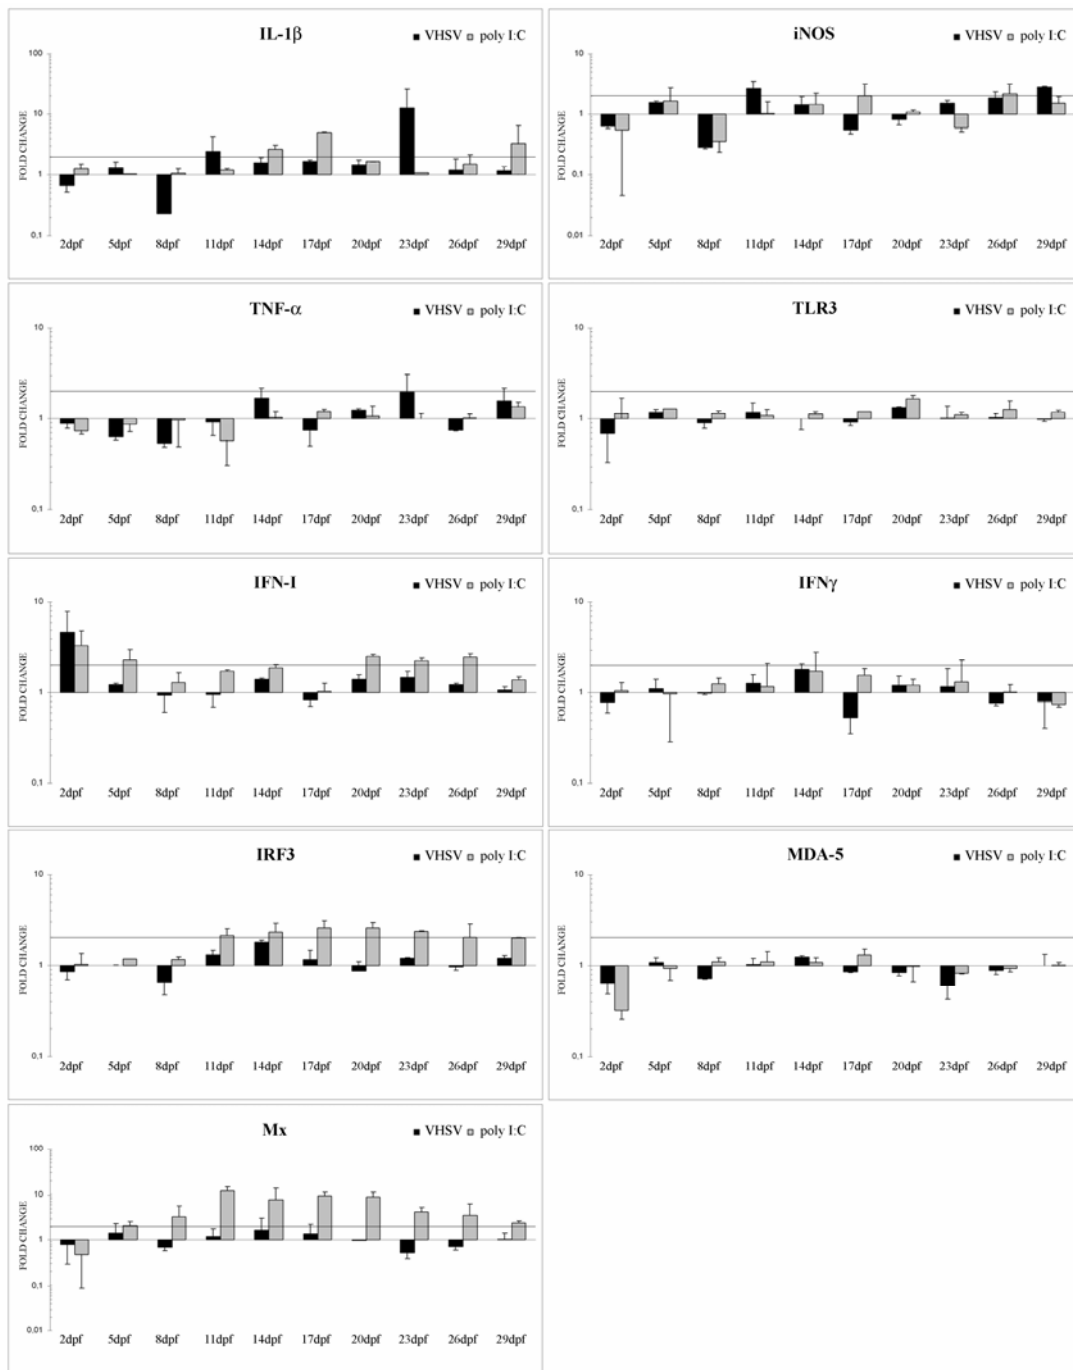 IL-1β
■ VHSV ■ poly I:C
FOLD CHANGE
100
10
1
0,1
2dpf 5dpf 8dpf 11dpf 14dpf 17dpf 20dpf 23dpf 26dpf 29dpf
iNOS
■ VHSV ■ poly I:C
FOLD CHANGE
10
1
0,1
0,01
2dpf 5dpf 8dpf 11dpf 14dpf 17dpf 20dpf 23dpf 26dpf 29dpf
TNF-α
■ VHSV ■ poly I:C
FOLD CHANGE
10
1
0,1
2dpf 5dpf 8dpf 11dpf 14dpf 17dpf 20dpf 23dpf 26dpf 29dpf
TLR3
■ VHSV ■ poly I:C
FOLD CHANGE
10
1
0,1
2dpf 5dpf 8dpf 11dpf 14dpf 17dpf 20dpf 23dpf 26dpf 29dpf
IFN-I
■ VHSV ■ poly I:C
FOLD CHANGE
10
1
0,1
2dpf 5dpf 8dpf 11dpf 14dpf 17dpf 20dpf 23dpf 26dpf 29dpf
IFNγ
■ VHSV ■ poly I:C
FOLD CHANGE
10
1
0,1
2dpf 5dpf 8dpf 11dpf 14dpf 17dpf 20dpf 23dpf 26dpf 29dpf
IRF3
■ VHSV ■ poly I:C
FOLD CHANGE
10
1
0,1
2dpf 5dpf 8dpf 11dpf 14dpf 17dpf 20dpf 23dpf 26dpf 29dpf
MDA-5
■ VHSV ■ poly I:C
FOLD CHANGE
10
1
0,1
2dpf 5dpf 8dpf 11dpf 14dpf 17dpf 20dpf 23dpf 26dpf 29dpf
Mx
■ VHSV ■ poly I:C
FOLD CHANGE
100
10
1
0,1
0,01
2dpf 5dpf 8dpf 11dpf 14dpf 17dpf 20dpf 23dpf 26dpf 29dpf